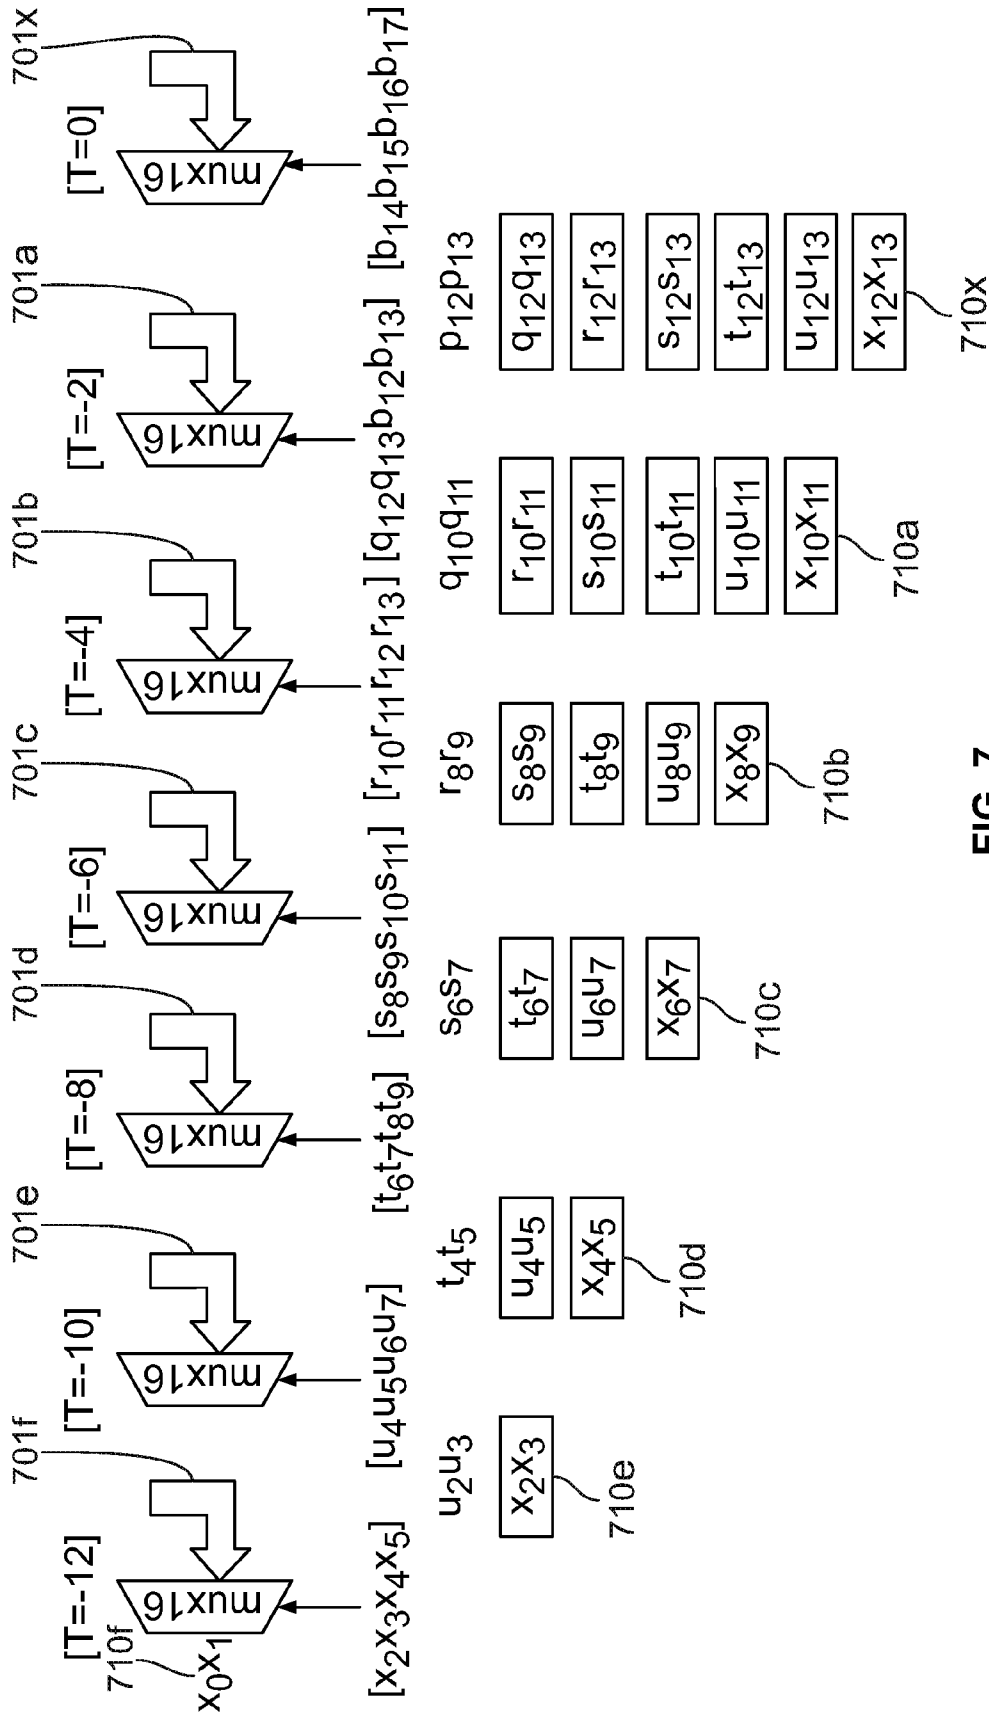 701f 701e 701d 701c 701b 701a 701x
[T=-12] [T=-10] [T=-8] [T=-6] [T=-4] [T=-2] [T=0]
710f
x₀x₁
mux16 mux16 mux16 mux16 mux16 mux16 mux16
[x₂x₃x₄x₅] [u₄u₅u₆u₇] [t₆t₇t₈t₉] [s₈s₉s₁₀s₁₁] [r₁₀r₁₁r₁₂r₁₃] [q₁₂q₁₃b₁₂b₁₃] [b₁₄b₁₅b₁₆b₁₇]
u₂u₃ t₄t₅ s₆s₇ r₈r₉ q₁₀q₁₁ p₁₂p₁₃
x₂x₃ u₄u₅ t₆t₇ s₈s₉ r₁₀r₁₁ q₁₂q₁₃
x₄x₅ u₆u₇ t₈t₉ s₁₀s₁₁ r₁₂r₁₃
x₆x₇ u₈u₉ t₁₀t₁₁ s₁₂s₁₃
x₈x₉ u₁₀u₁₁ t₁₂t₁₃
x₁₀x₁₁ u₁₂u₁₃
x₁₂x₁₃
710e 710d 710c 710b 710a 710x